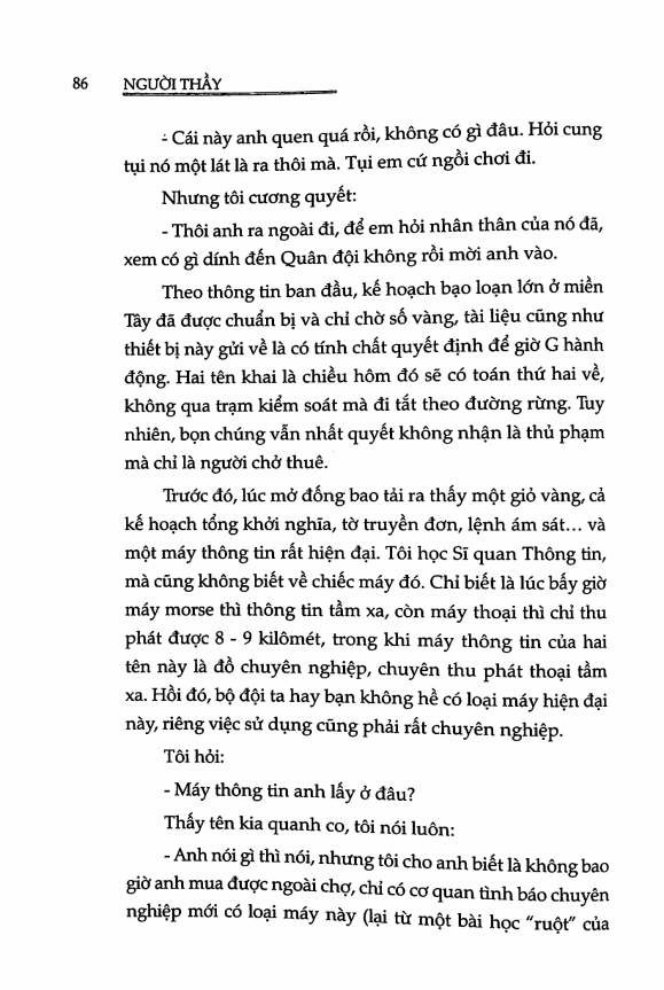 86 NGƯỜI THẦY
- Cái này anh quen quá rồi, không có gì đâu. Hỏi cung
tụi nó một lát là ra thôi mà. Tụi em cứ ngồi chơi đi.
Nhưng tôi cương quyết:
- Thôi anh ra ngoài đi, để em hỏi nhân thân của nó đã,
xem có gì dính đến Quân đội không rồi mời anh vào.
Theo thông tin ban đầu, kế hoạch bạo loạn lớn ở miền
Tây đã được chuẩn bị và chỉ chờ số vàng, tài liệu cũng như
thiết bị này gửi về là có tính chất quyết định để giờ G hành
động. Hai tên khai là chiều hôm đó sẽ có toán thứ hai về,
không qua trạm kiểm soát mà đi tắt theo đường rừng. Tuy
nhiên, bọn chúng vẫn nhất quyết không nhận là thủ phạm
mà chỉ là người chở thuê.
Trước đó, lúc mở đống bao tải ra thấy một giỏ vàng, cả
kế hoạch tổng khởi nghĩa, tờ truyền đơn, lệnh ám sát... và
một máy thông tin rất hiện đại. Tôi học Sĩ quan Thông tin,
mà cũng không biết về chiếc máy đó. Chỉ biết là lúc bấy giờ
máy morse thì thông tin tầm xa, còn máy thoại thì chỉ thu
phát được 8 - 9 kilômét, trong khi máy thông tin của hai
tên này là đồ chuyên nghiệp, chuyên thu phát thoại tầm
xa. Hồi đó, bộ đội ta hay bạn không hề có loại máy hiện đại
này, riêng việc sử dụng cũng phải rất chuyên nghiệp.
Tôi hỏi:
- Máy thông tin anh lấy ở đâu?
Thấy tên kia quanh co, tôi nói luôn:
- Anh nói gì thì nói, nhưng tôi cho anh biết là không bao
giờ anh mua được ngoài chợ, chỉ có cơ quan tình báo chuyên
nghiệp mới có loại máy này (lại từ một bài học "ruột" của